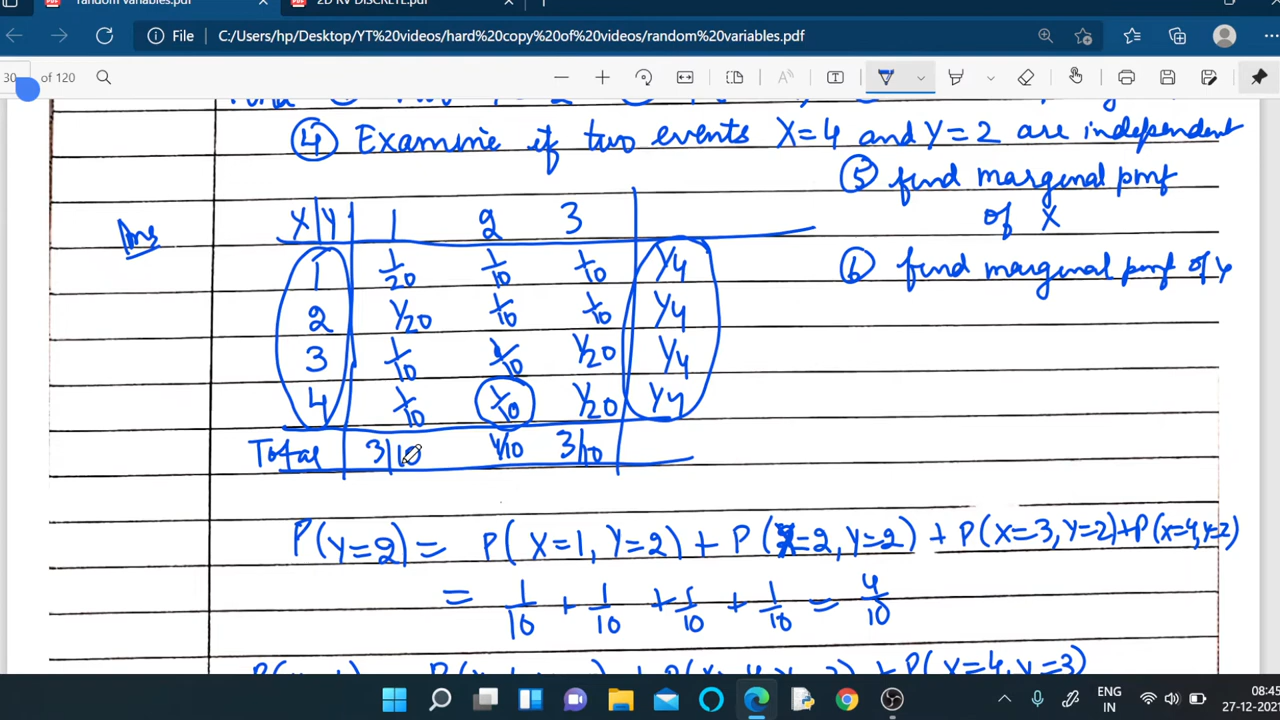 random variables.pdf
2D RV DISCRETE.pdf
File C:/Users/hp/Desktop/YT%20videos/hard%20copy%20of%20videos/random%20variables.pdf
30 of 120
④ Examine if two events X=4 and Y=2 are independent
⑤ find marginal pmf
of X
⑥ find marginal pmf of Y
Ans
X|Y 1 2 3
1 1/20 1/10 1/10 1/4
2 1/20 1/10 1/10 1/4
3 1/10 1/10 1/20 1/4
4 1/10 1/10 1/20 1/4
Total 3/10 4/10 3/10
P(Y=2) = P(X=1, Y=2) + P(X=2, Y=2) + P(X=3, Y=2) + P(X=4, Y=2)
= 1/10 + 1/10 + 1/10 + 1/10 = 4/10
+ P(X=4, Y=3)
ENG
IN
08:45
27-12-2021